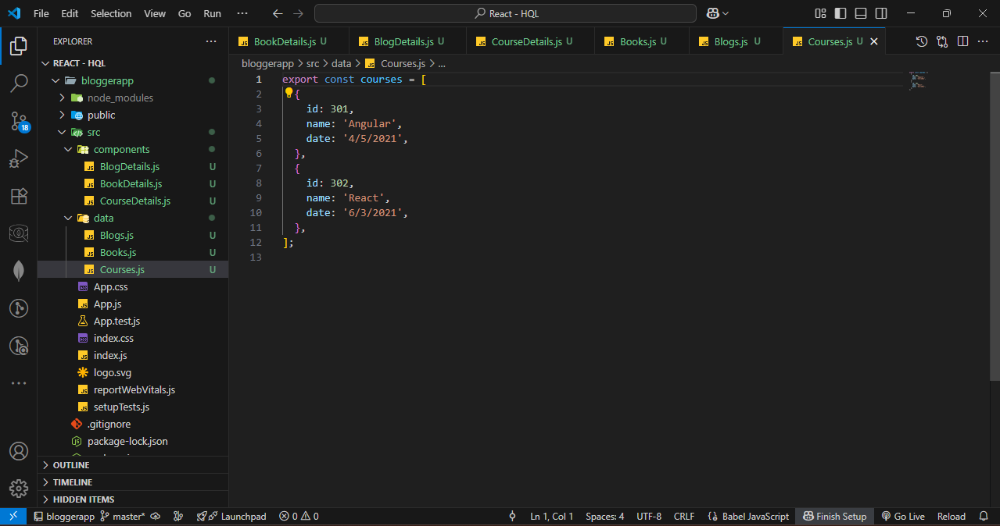 File Edit Selection View Go Run ··· React - HQL
EXPLORER ···
REACT - HQL
bloggerapp
node_modules
public
src
components
BlogDetails.js U
BookDetails.js U
CourseDetails.js U
data
Blogs.js U
Books.js U
Courses.js U
App.css
App.js
App.test.js
index.css
index.js
logo.svg
reportWebVitals.js
setupTests.js
.gitignore
package-lock.json
OUTLINE
TIMELINE
HIDDEN ITEMS
18
BookDetails.js U BlogDetails.js U CourseDetails.js U Books.js U Blogs.js U Courses.js U
bloggerapp > src > data > Courses.js > ...
1 export const courses = [
2 {
3 id: 301,
4 name: 'Angular',
5 date: '4/5/2021',
6 },
7 {
8 id: 302,
9 name: 'React',
10 date: '6/3/2021',
11 },
12 ];
13
bloggerapp master* Launchpad 0 0 Ln 1, Col 1 Spaces: 4 UTF-8 CRLF Babel JavaScript Finish Setup Go Live Reload